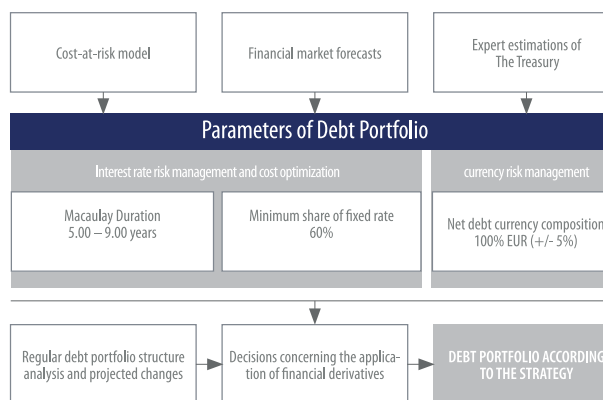 Cost-at-risk model
Financial market forecasts
Expert estimations of
The Treasury
Parameters of Debt Portfolio
Interest rate risk management and cost optimization
currency risk management
Macaulay Duration
5.00 – 9.00 years
Minimum share of fixed rate
60%
Net debt currency composition
100% EUR (+/- 5%)
Regular debt portfolio structure
analysis and projected changes
Decisions concerning the applica-
tion of financial derivatives
DEBT PORTFOLIO ACCORDING
TO THE STRATEGY